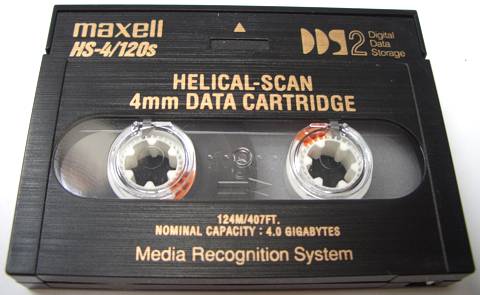 maxell
HS-4/120s
DDS2 Digital Data Storage
HELICAL-SCAN
4mm DATA CARTRIDGE
124M/407FT.
NOMINAL CAPACITY : 4.0 GIGABYTES
Media Recognition System